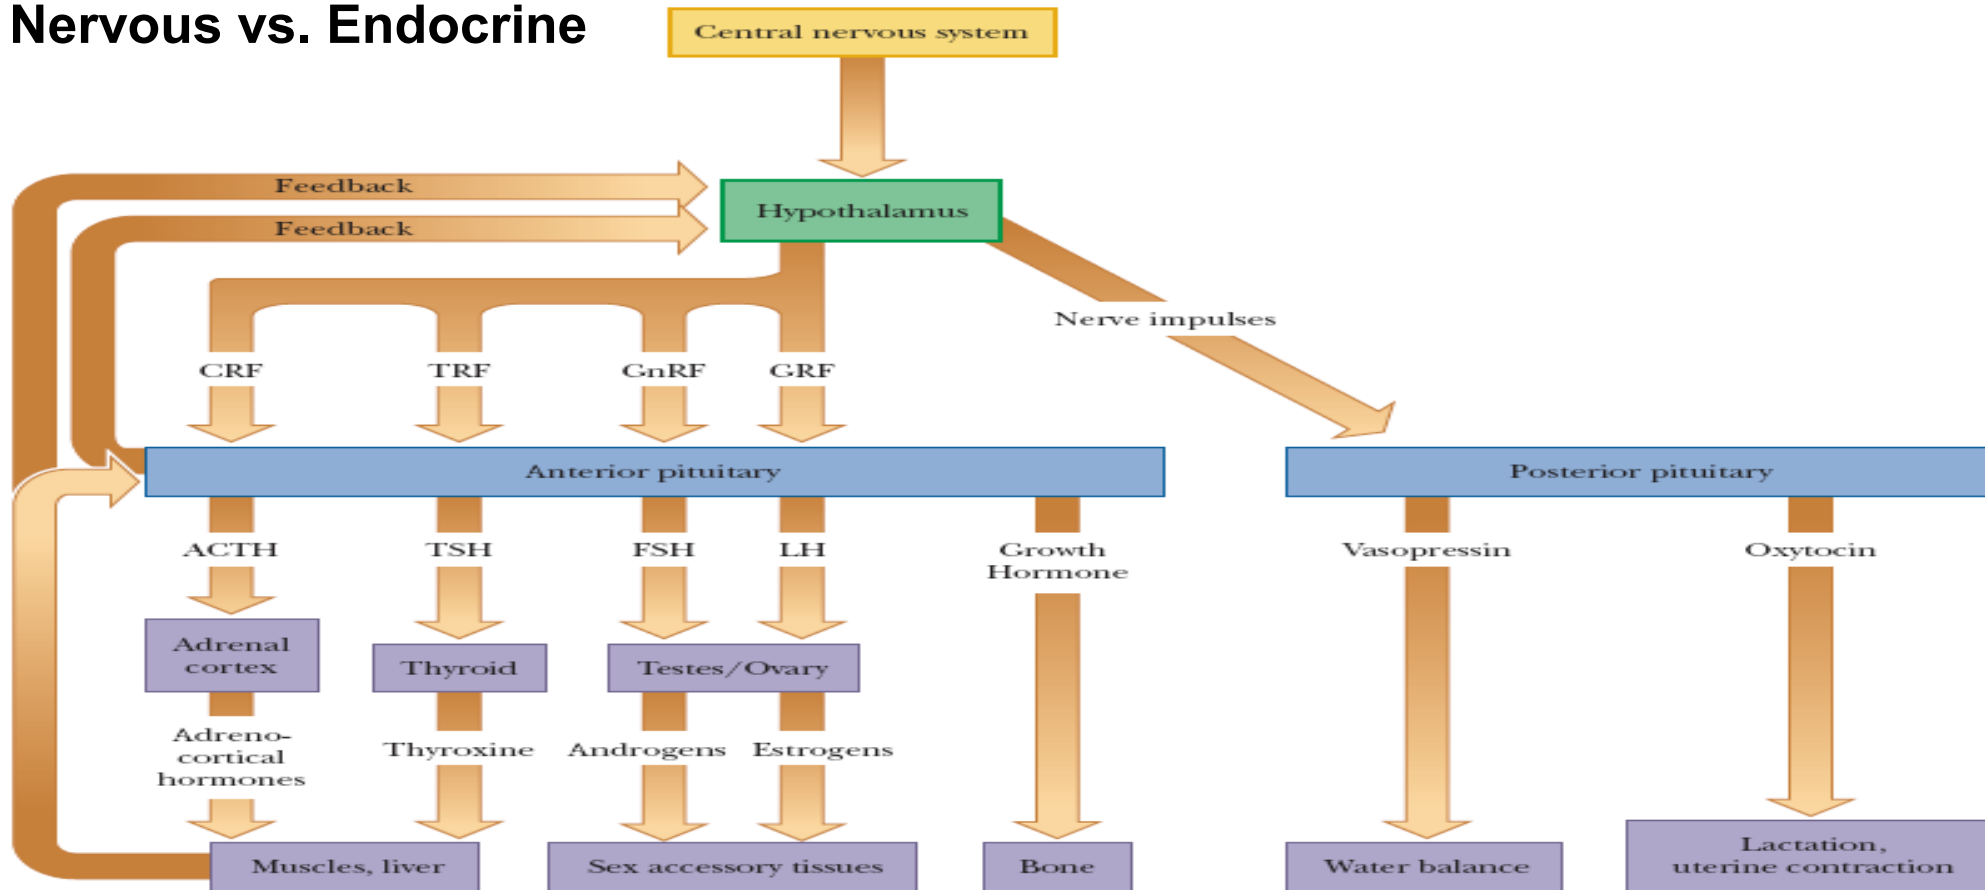 Nervous vs. Endocrine
Central nervous system
Feedback
Hypothalamus
Feedback
Nerve impulses
CRF
TRF
GnRF
GRF
Anterior pituitary
Posterior pituitary
ACTH
TSH
FSH
LH
Growth
Hormone
Vasopressin
Oxytocin
Adrenal
cortex
Thyroid
Testes/Ovary
Adreno-
cortical
hormones
Thyroxine
Androgens
Estrogens
Muscles, liver
Sex accessory tissues
Bone
Water balance
Lactation,
uterine contraction